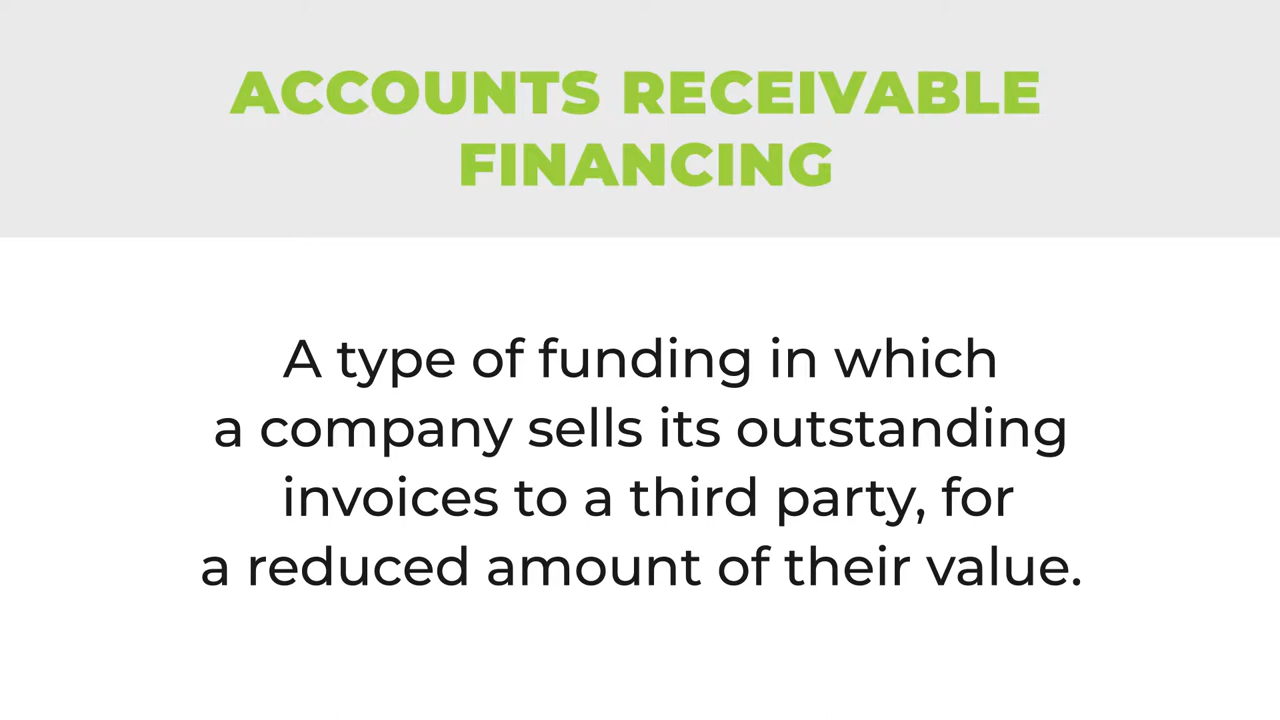 ACCOUNTS RECEIVABLE
FINANCING
A type of funding in which
a company sells its outstanding
invoices to a third party, for
a reduced amount of their value.